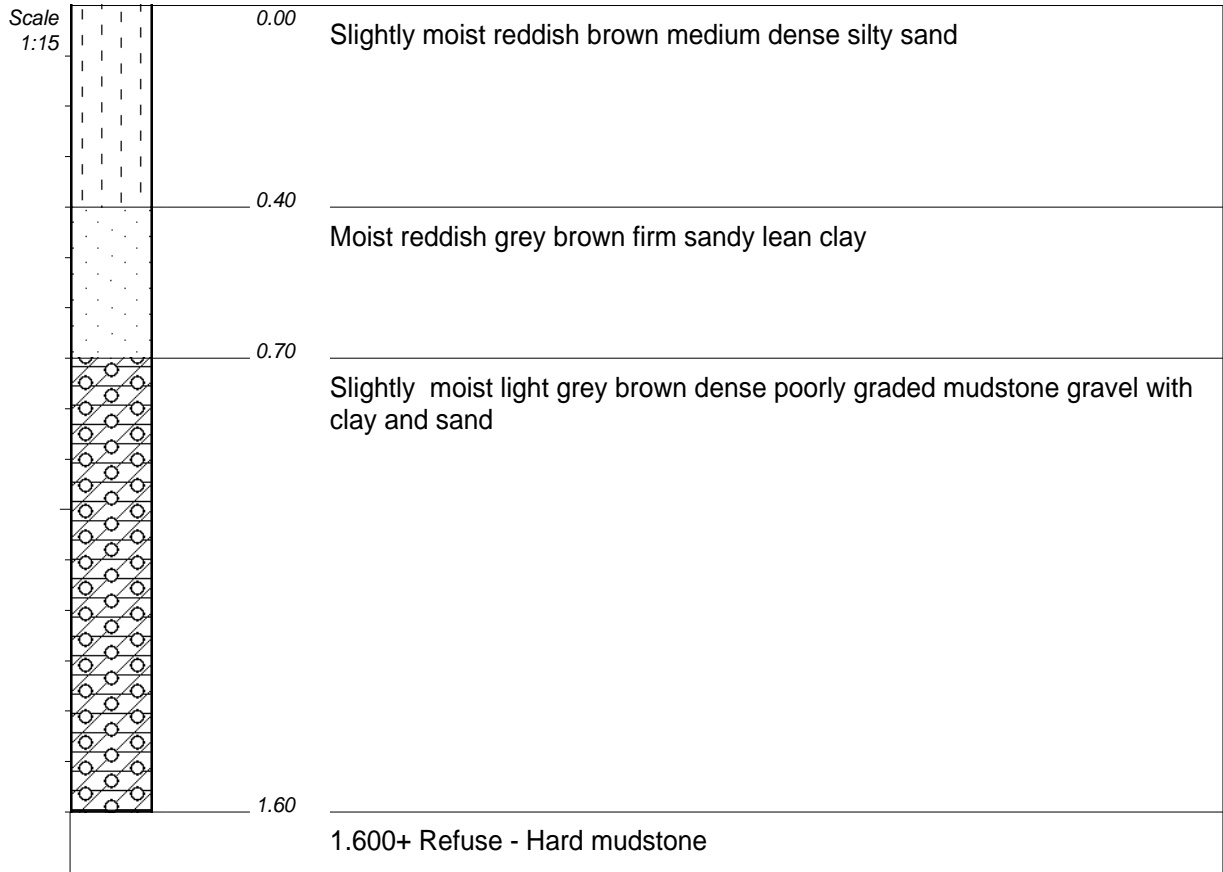 Scale
1:15
0.00
Slightly moist reddish brown medium dense silty sand
0.40
Moist reddish grey brown firm sandy lean clay
0.70
Slightly  moist light grey brown dense poorly graded mudstone gravel with
clay and sand
1.60
1.600+ Refuse - Hard mudstone